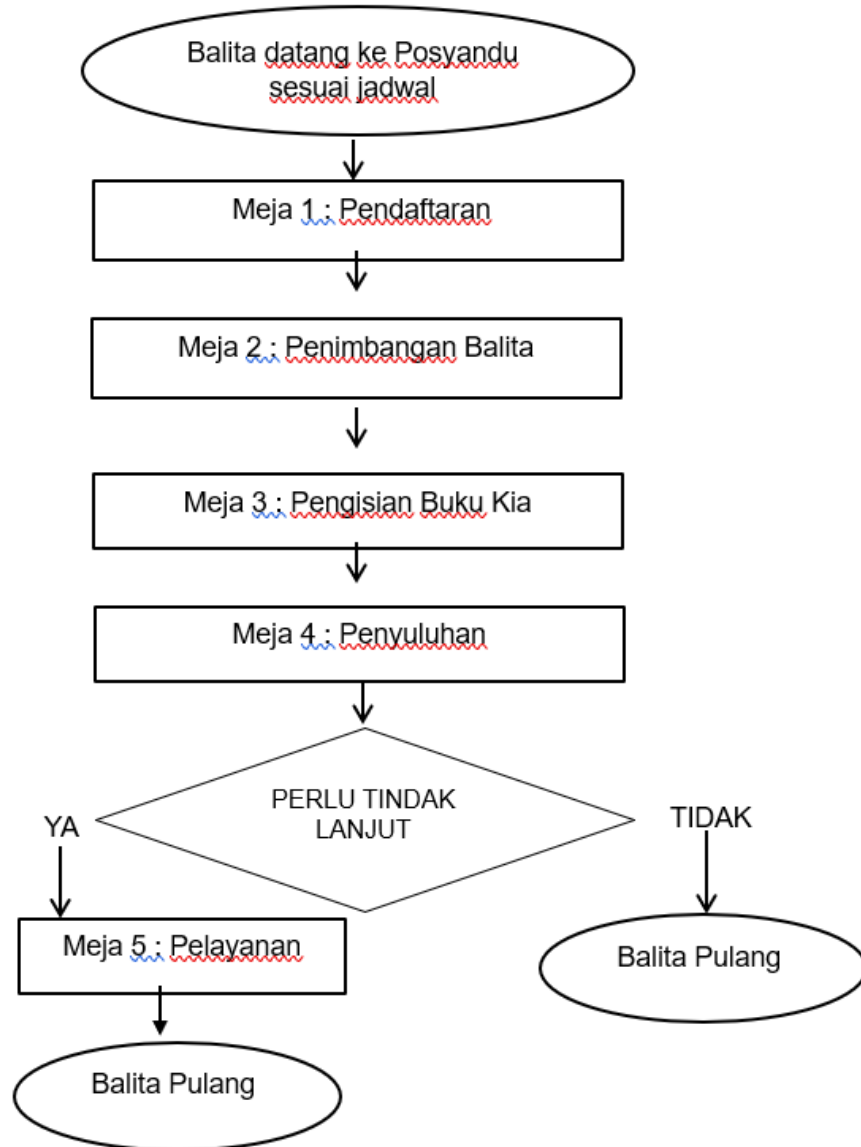 Balita datang ke Posyandu
sesuai jadwal
Meja 1 : Pendaftaran
Meja 2 : Penimbangan Balita
Meja 3 : Pengisian Buku Kia
Meja 4 : Penyuluhan
PERLU TINDAK
LANJUT
YA
TIDAK
Meja 5 : Pelayanan
Balita Pulang
Balita Pulang